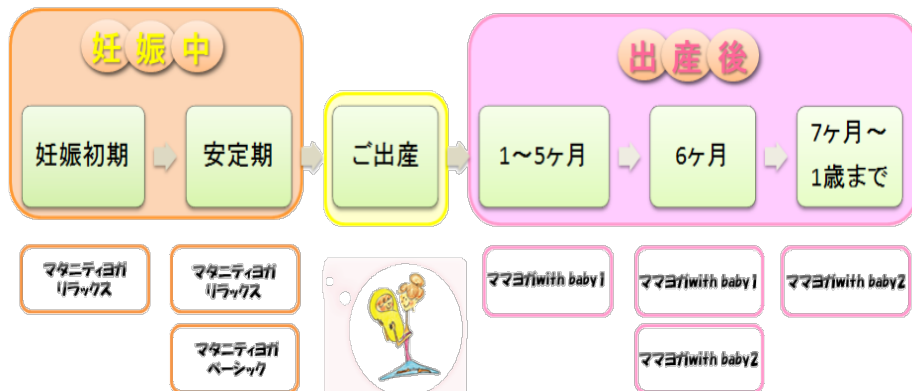 妊娠中
出産後
妊娠初期
安定期
ご出産
1～5ヶ月
6ヶ月
7ヶ月～
1歳まで
マタニティヨガ
リラックス
マタニティヨガ
リラックス
ママヨガwith baby1
ママヨガwith baby1
ママヨガwith baby2
マタニティヨガ
ベーシック
ママヨガwith baby2